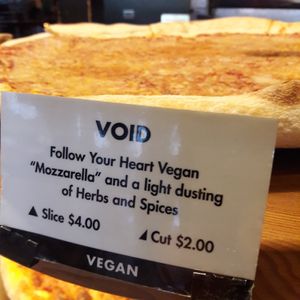 VOID
Follow Your Heart Vegan
"Mozzarella" and a light dusting
of Herbs and Spices
▲ Slice $4.00 ◢ Cut $2.00
VEGAN